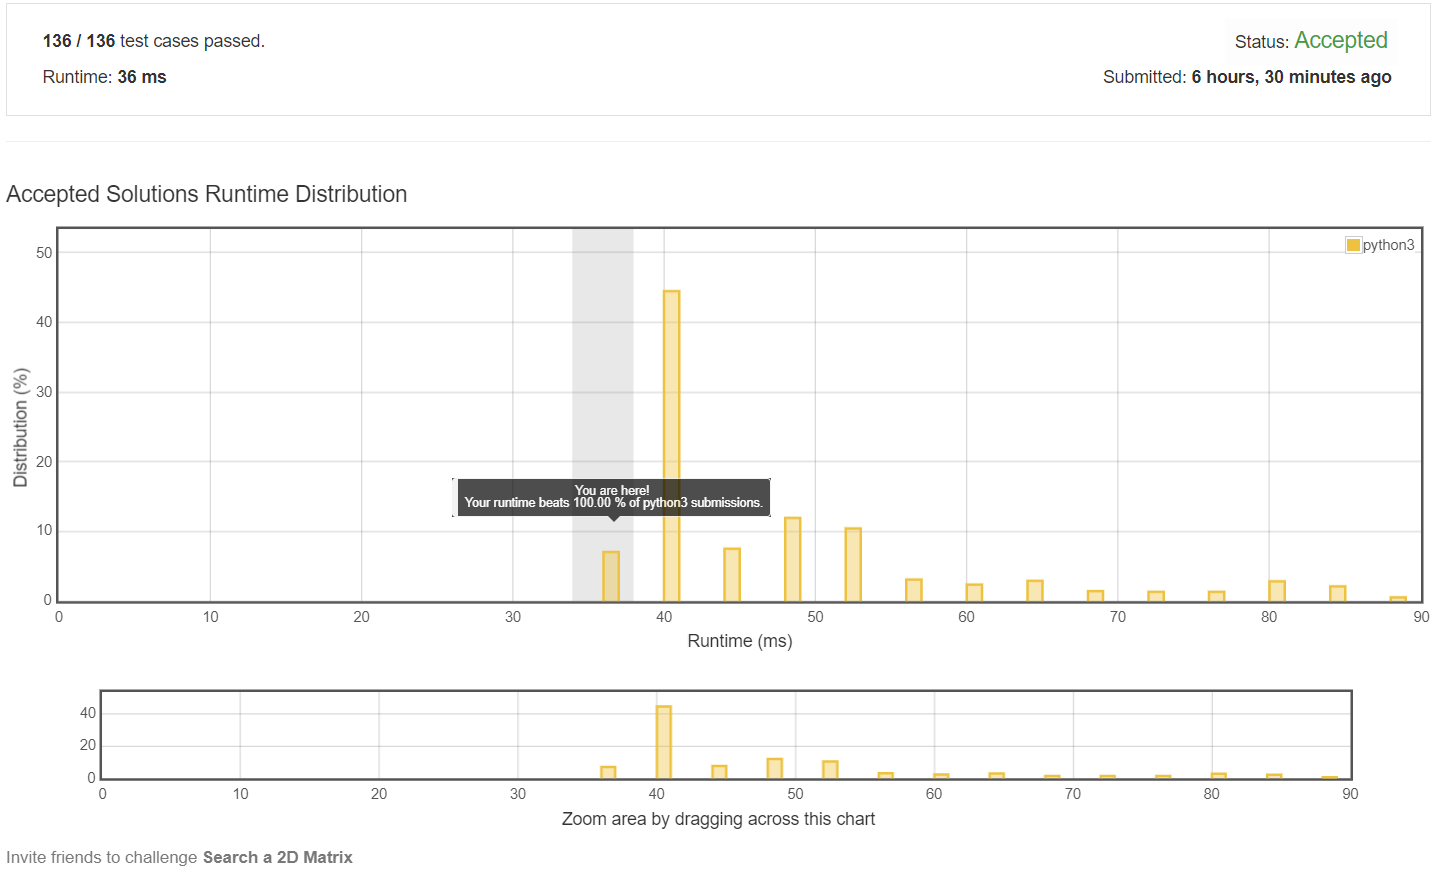 136 / 136 test cases passed.
Status: Accepted
Runtime: 36 ms
Submitted: 6 hours, 30 minutes ago
Accepted Solutions Runtime Distribution
python3
50
40
30
20
10
0
Distribution (%)
You are here!
Your runtime beats 100.00 % of python3 submissions.
0 10 20 30 40 50 60 70 80 90
Runtime (ms)
40
20
0
0 10 20 30 40 50 60 70 80 90
Zoom area by dragging across this chart
Invite friends to challenge Search a 2D Matrix